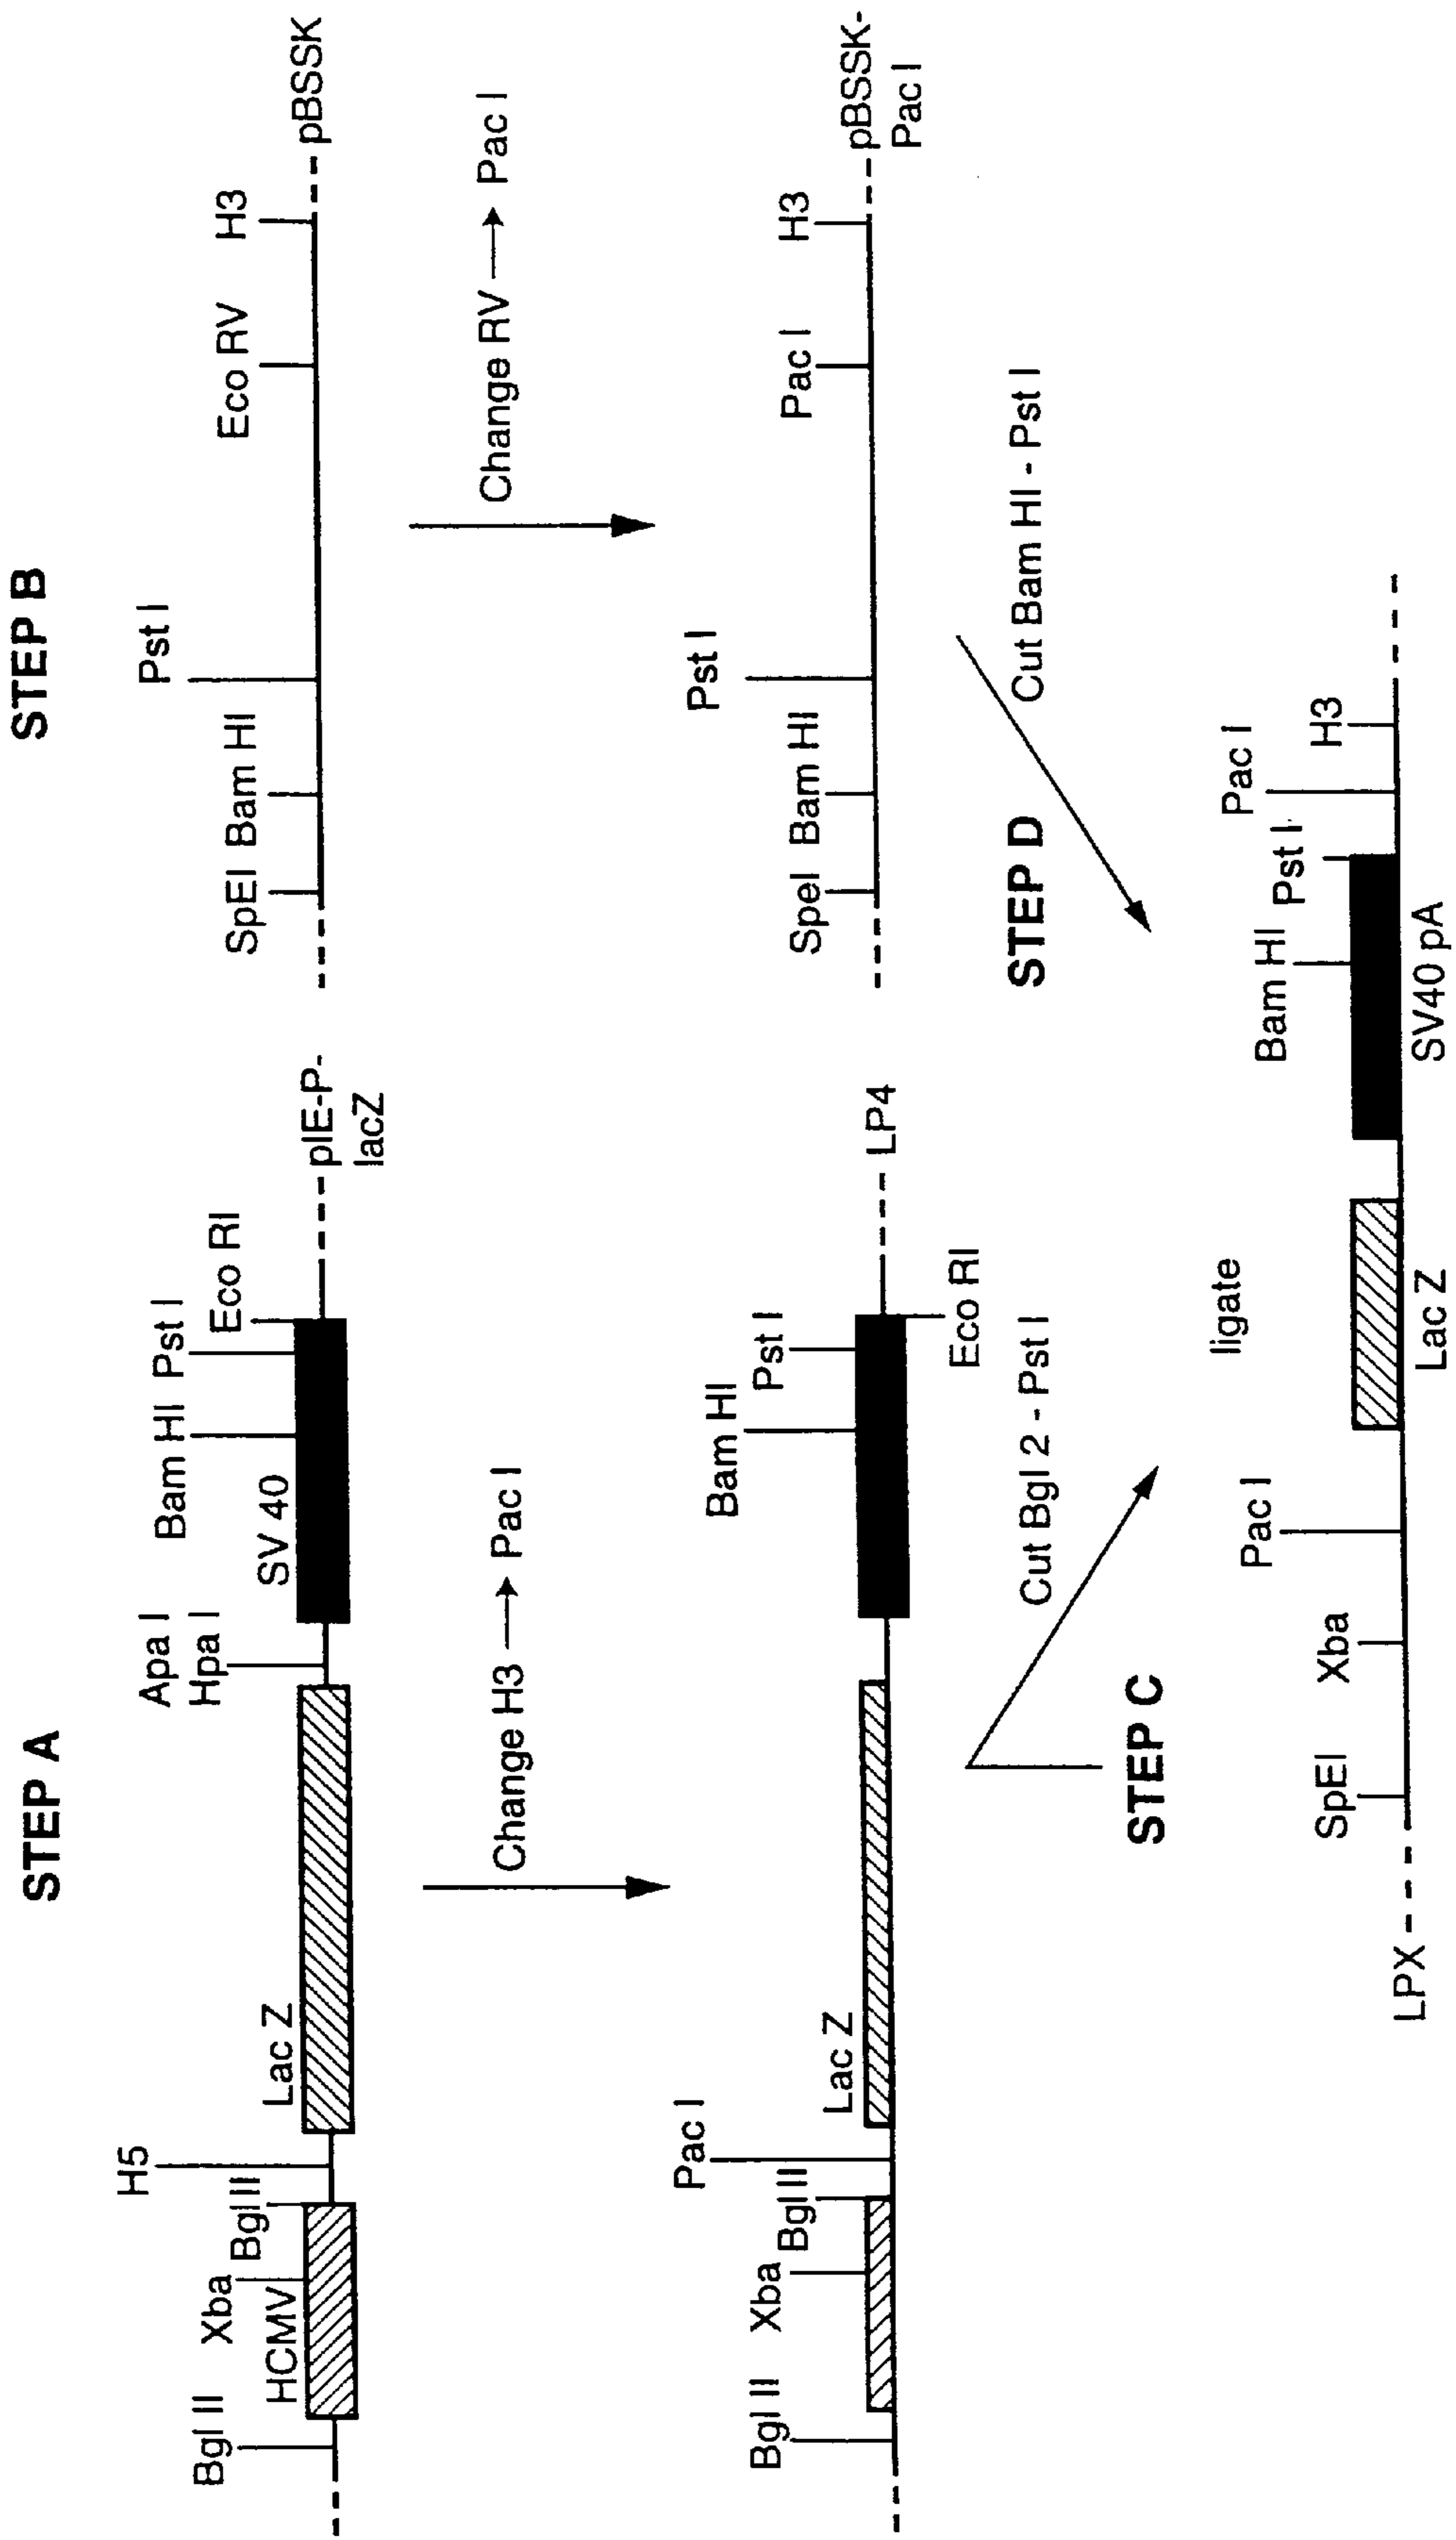 STEP A
Bgl II
Xba
HCMV
Bgl II
H5
Lac Z
Apa I
Hpa I
SV 40
Bam HI
Pst I
Eco RI
pIE-P-
lacZ
Change H3 → Pac I
Bgl II
Xba
Bgl II
Pac I
Lac Z
Bam HI
Pst I
Eco RI
LP4
STEP C
Cut Bgl 2 - Pst I
STEP B
SpEI
Bam HI
Pst I
Eco RV
H3
pBSSK
Change RV → Pac I
SpeI
Bam HI
Pst I
Pac I
H3
pBSSK-
Pac I
STEP D
Cut Bam HI - Pst I
ligate
LPX
SpEI
Xba
Pac I
Lac Z
Bam HI
Pst I
SV40 pA
Pac I
H3